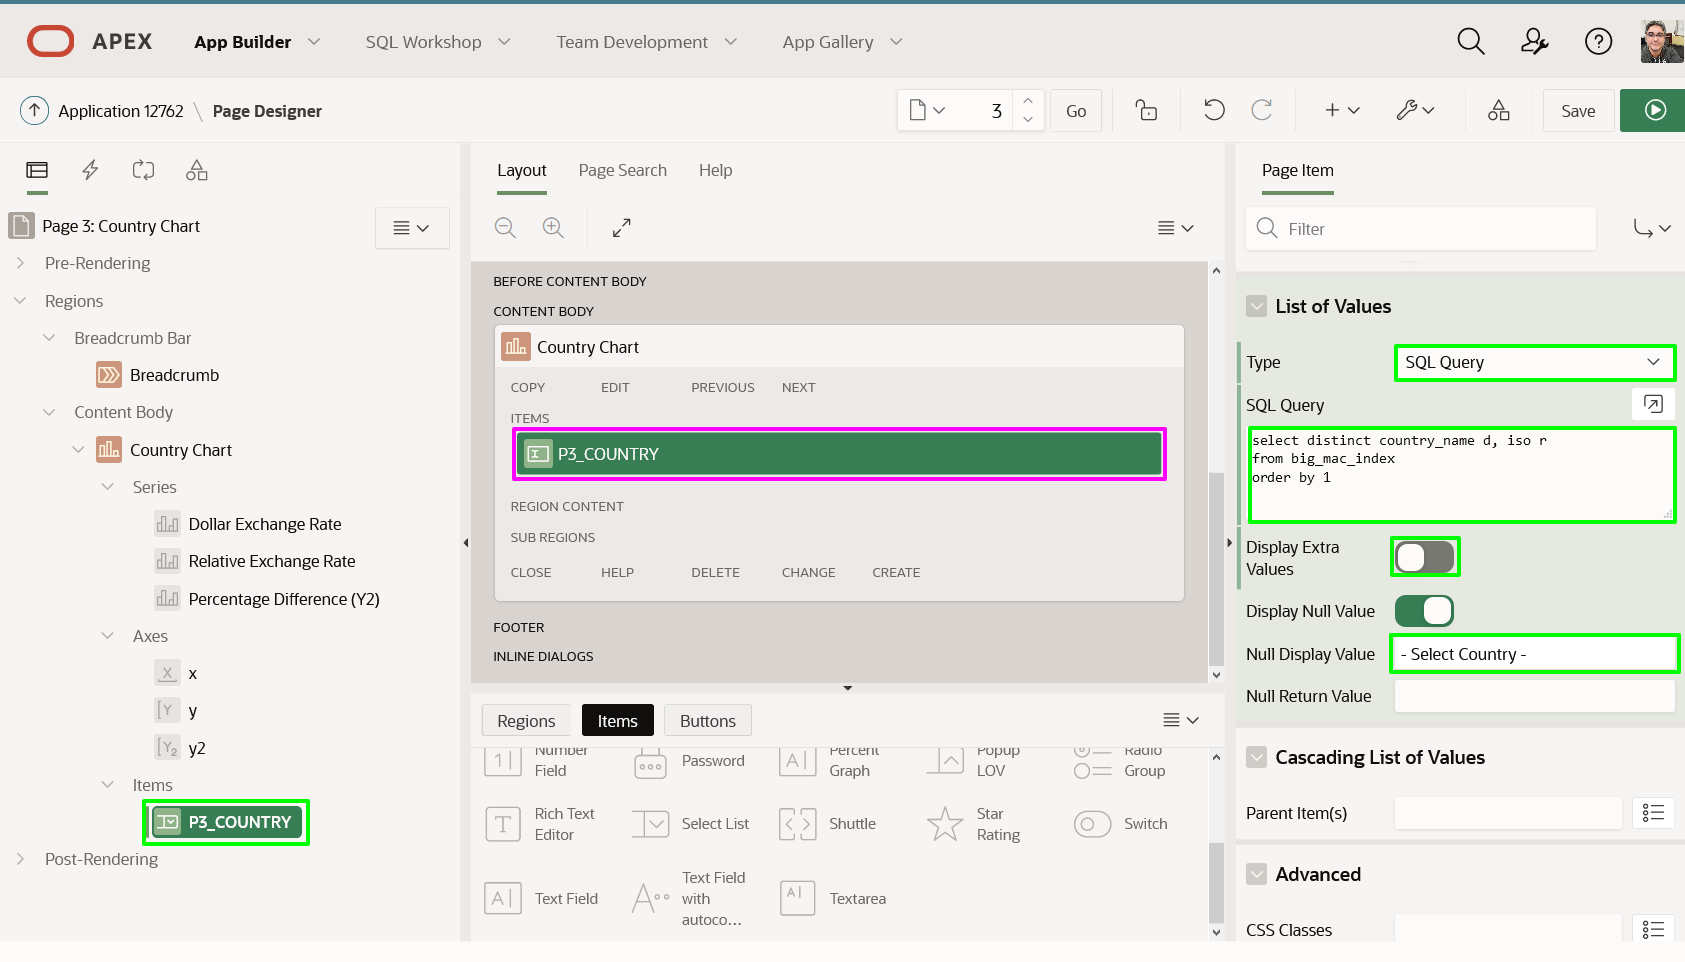 APEX
App Builder
SQL Workshop
Team Development
App Gallery
Application 12762 \ Page Designer
3
Go
Save
Page 3: Country Chart
Pre-Rendering
Regions
Breadcrumb Bar
Breadcrumb
Content Body
Country Chart
Series
Dollar Exchange Rate
Relative Exchange Rate
Percentage Difference (Y2)
Axes
x
y
y2
Items
P3_COUNTRY
Post-Rendering
Layout
Page Search
Help
BEFORE CONTENT BODY
CONTENT BODY
Country Chart
COPY EDIT PREVIOUS NEXT
ITEMS
P3_COUNTRY
REGION CONTENT
SUB REGIONS
CLOSE HELP DELETE CHANGE CREATE
FOOTER
INLINE DIALOGS
Regions
Items
Buttons
Number
Field
Password
Percent
Graph
Popup
LOV
Radio
Group
Rich Text
Editor
Select List
Shuttle
Star
Rating
Switch
Text Field
Text Field
with
autoco...
Textarea
Page Item
Filter
List of Values
Type
SQL Query
SQL Query
select distinct country_name d, iso r
from big_mac_index
order by 1
Display Extra
Values
Display Null Value
Null Display Value
- Select Country -
Null Return Value
Cascading List of Values
Parent Item(s)
Advanced
CSS Classes